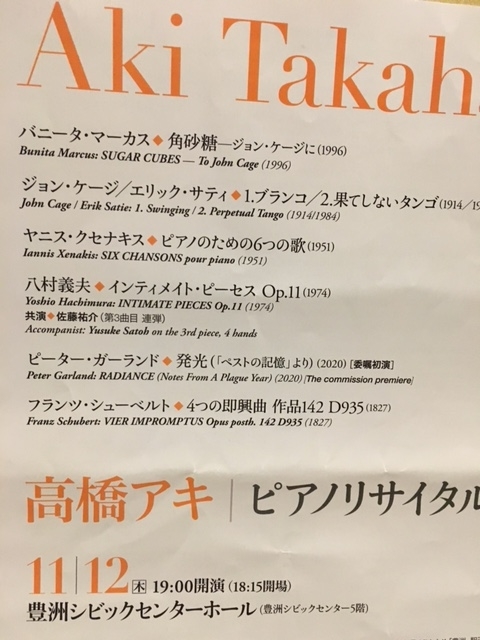 Aki Takah
バニータ・マーカス◆角砂糖—ジョン・ケージに(1996)
Bunita Marcus: SUGAR CUBES — To John Cage (1996)
ジョン・ケージ／エリック・サティ◆1.ブランコ／2.果てしないタンゴ(1914／19
John Cage / Erik Satie: 1. Swinging / 2. Perpetual Tango (1914/1984)
ヤニス・クセナキス◆ピアノのための6つの歌(1951)
Iannis Xenakis: SIX CHANSONS pour piano (1951)
八村義夫◆インティメイト・ピーセス Op.11(1974)
Yoshio Hachimura: INTIMATE PIECES Op.11 (1974)
共演◆佐藤祐介(第3曲目 連弾)
Accompanist: Yusuke Satoh on the 3rd piece, 4 hands
ピーター・ガーランド◆発光(「ペストの記憶」より)(2020)[委嘱初演]
Peter Garland: RADIANCE (Notes From A Plague Year) (2020) [The commission premiere]
フランツ・シューベルト◆4つの即興曲 作品142 D935(1827)
Franz Schubert: VIER IMPROMPTUS Opus posth. 142 D935 (1827)
高橋アキ|ピアノリサイタル
11|12[木]19:00開演(18:15開場)
豊洲シビックセンターホール(豊洲シビックセンター5階)